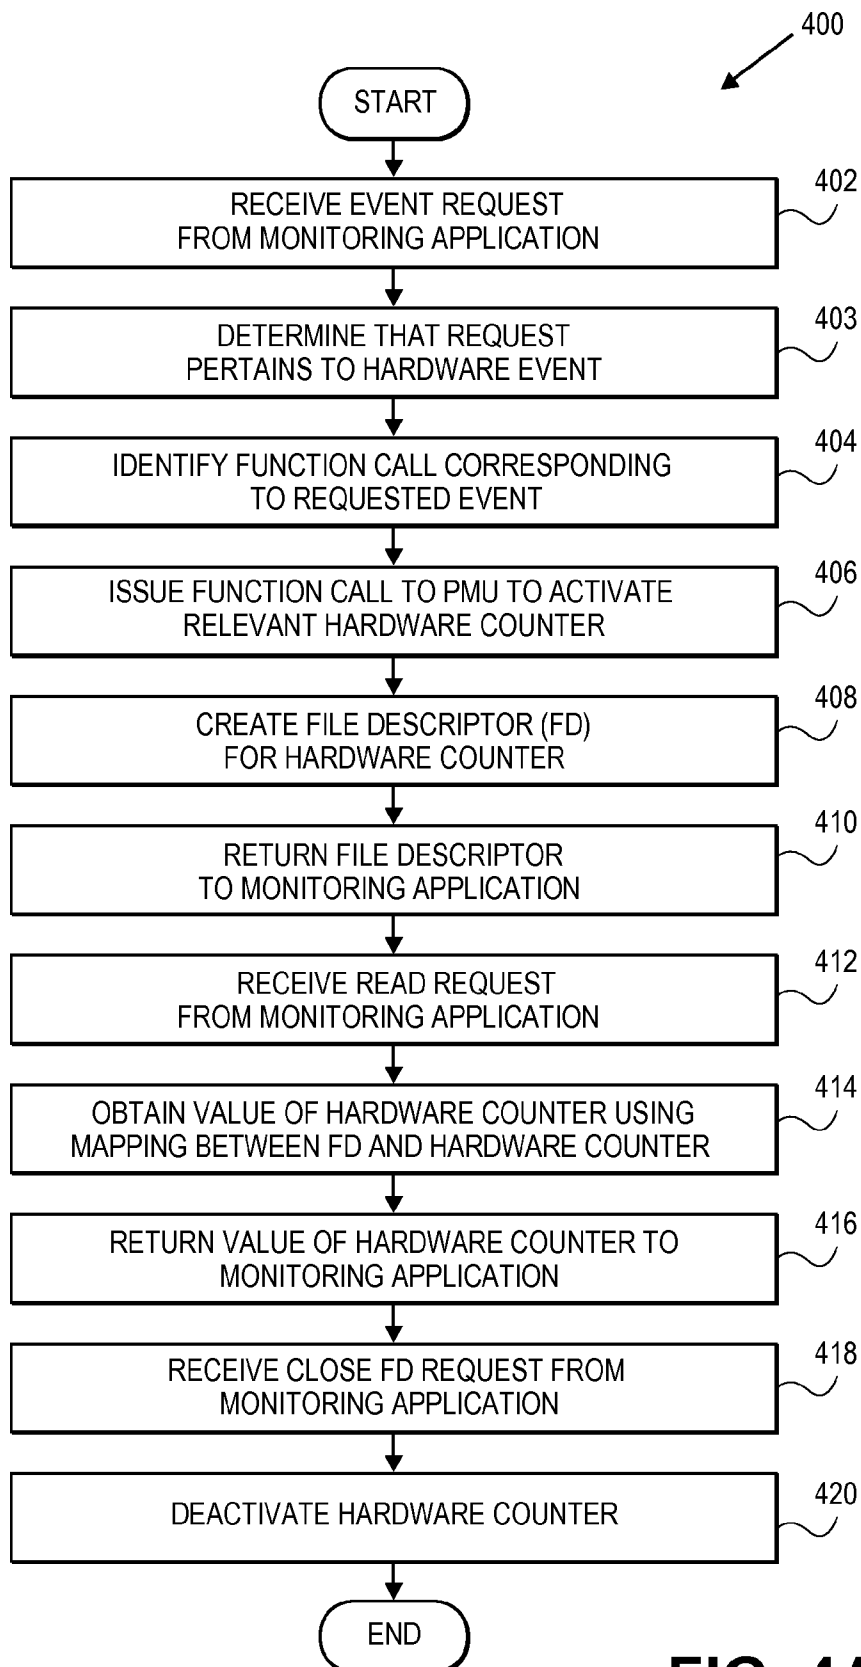 400
START
402
RECEIVE EVENT REQUEST
FROM MONITORING APPLICATION
403
DETERMINE THAT REQUEST
PERTAINS TO HARDWARE EVENT
404
IDENTIFY FUNCTION CALL CORRESPONDING
TO REQUESTED EVENT
406
ISSUE FUNCTION CALL TO PMU TO ACTIVATE
RELEVANT HARDWARE COUNTER
408
CREATE FILE DESCRIPTOR (FD)
FOR HARDWARE COUNTER
410
RETURN FILE DESCRIPTOR
TO MONITORING APPLICATION
412
RECEIVE READ REQUEST
FROM MONITORING APPLICATION
414
OBTAIN VALUE OF HARDWARE COUNTER USING
MAPPING BETWEEN FD AND HARDWARE COUNTER
416
RETURN VALUE OF HARDWARE COUNTER TO
MONITORING APPLICATION
418
RECEIVE CLOSE FD REQUEST FROM
MONITORING APPLICATION
420
DEACTIVATE HARDWARE COUNTER
END